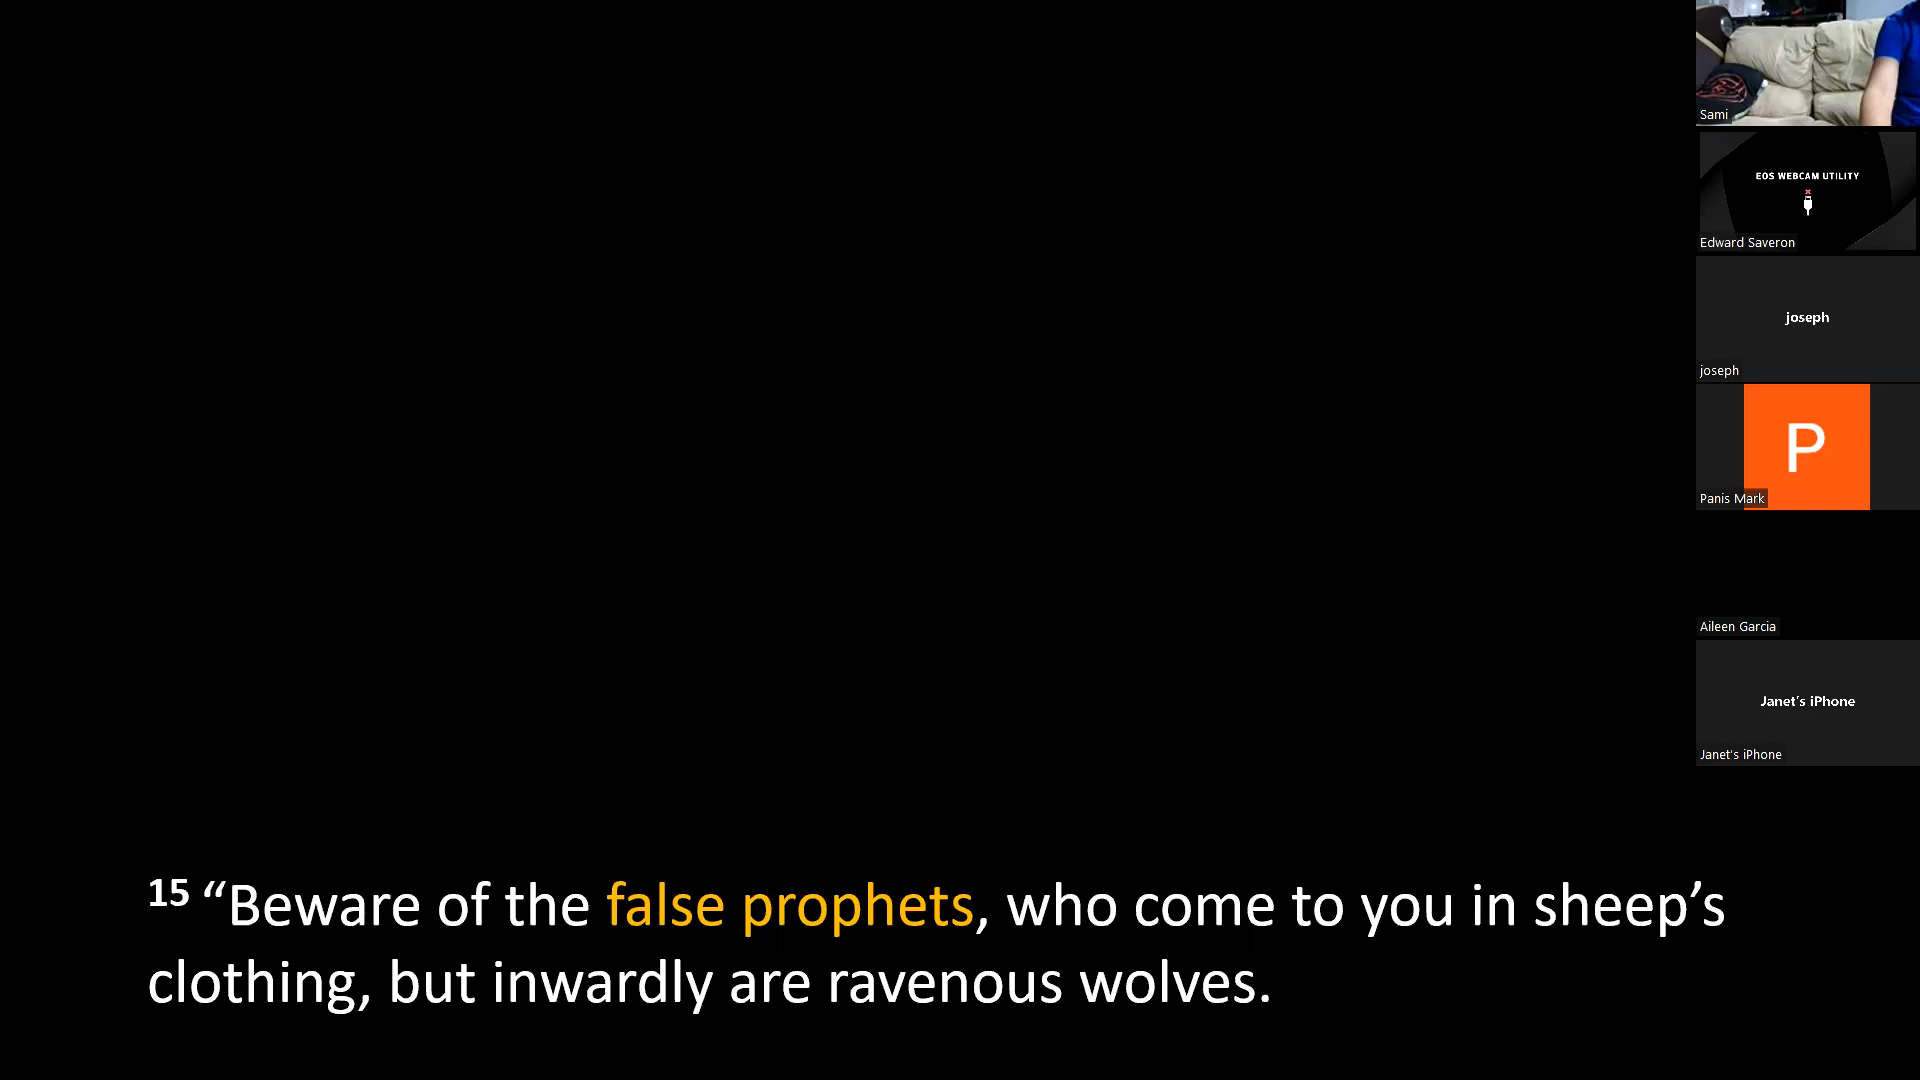 Sami
EOS WEBCAM UTILITY
Edward Saveron
joseph
joseph
P
Panis Mark
Aileen Garcia
Janet's iPhone
Janet's iPhone
15 “Beware of the false prophets, who come to you in sheep’s
clothing, but inwardly are ravenous wolves.